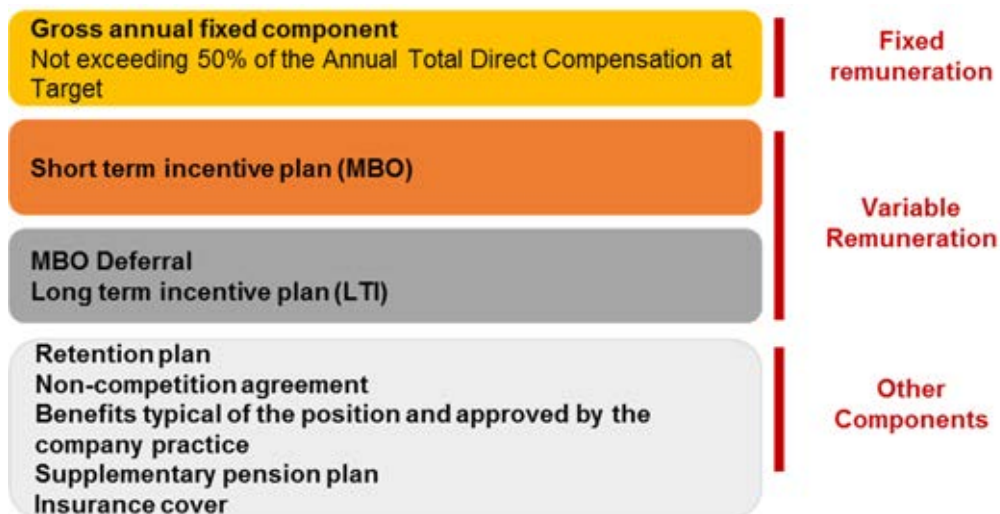 Gross annual fixed component
Not exceeding 50% of the Annual Total Direct Compensation at
Target
Fixed
remuneration
Short term incentive plan (MBO)
MBO Deferral
Long term incentive plan (LTI)
Variable
Remuneration
Retention plan
Non-competition agreement
Benefits typical of the position and approved by the
company practice
Supplementary pension plan
Insurance cover
Other
Components